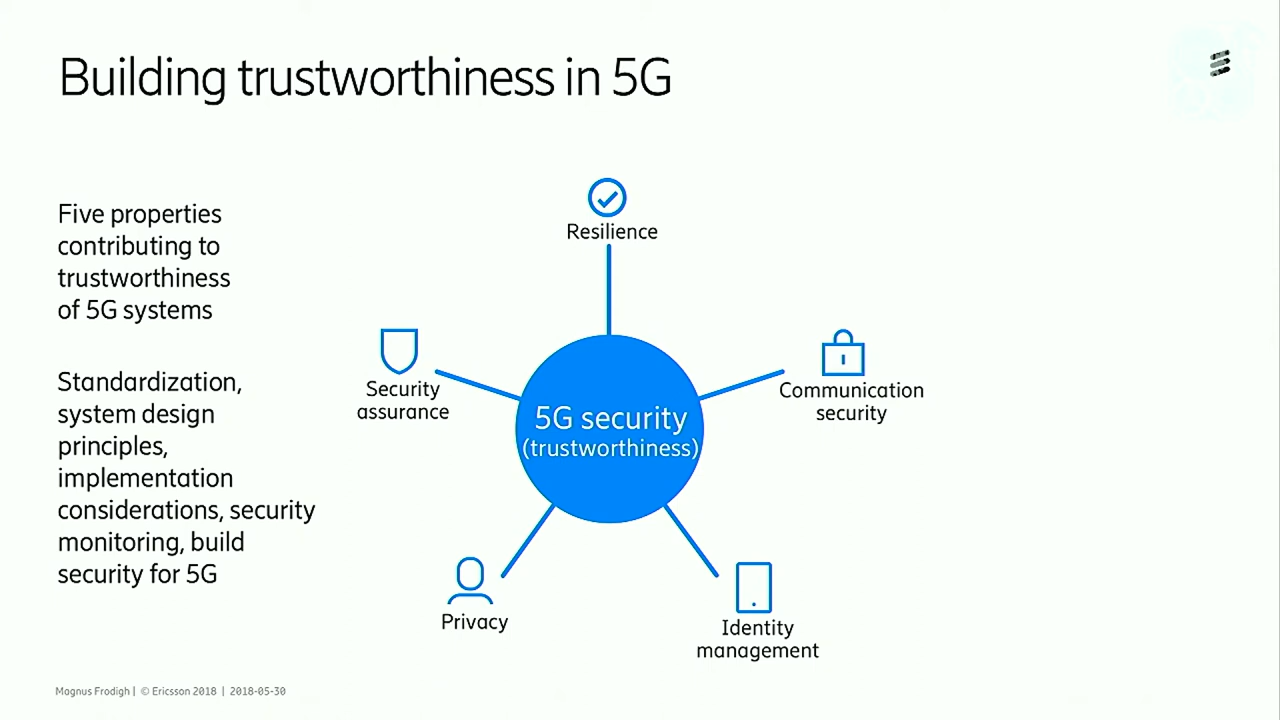 Building trustworthiness in 5G
Five properties
contributing to
trustworthiness
of 5G systems
Standardization,
system design
principles,
implementation
considerations, security
monitoring, build
security for 5G
Resilience
Security
assurance
Communication
security
5G security
(trustworthiness)
Privacy
Identity
management
Magnus Frodigh | © Ericsson 2018 | 2018-05-30